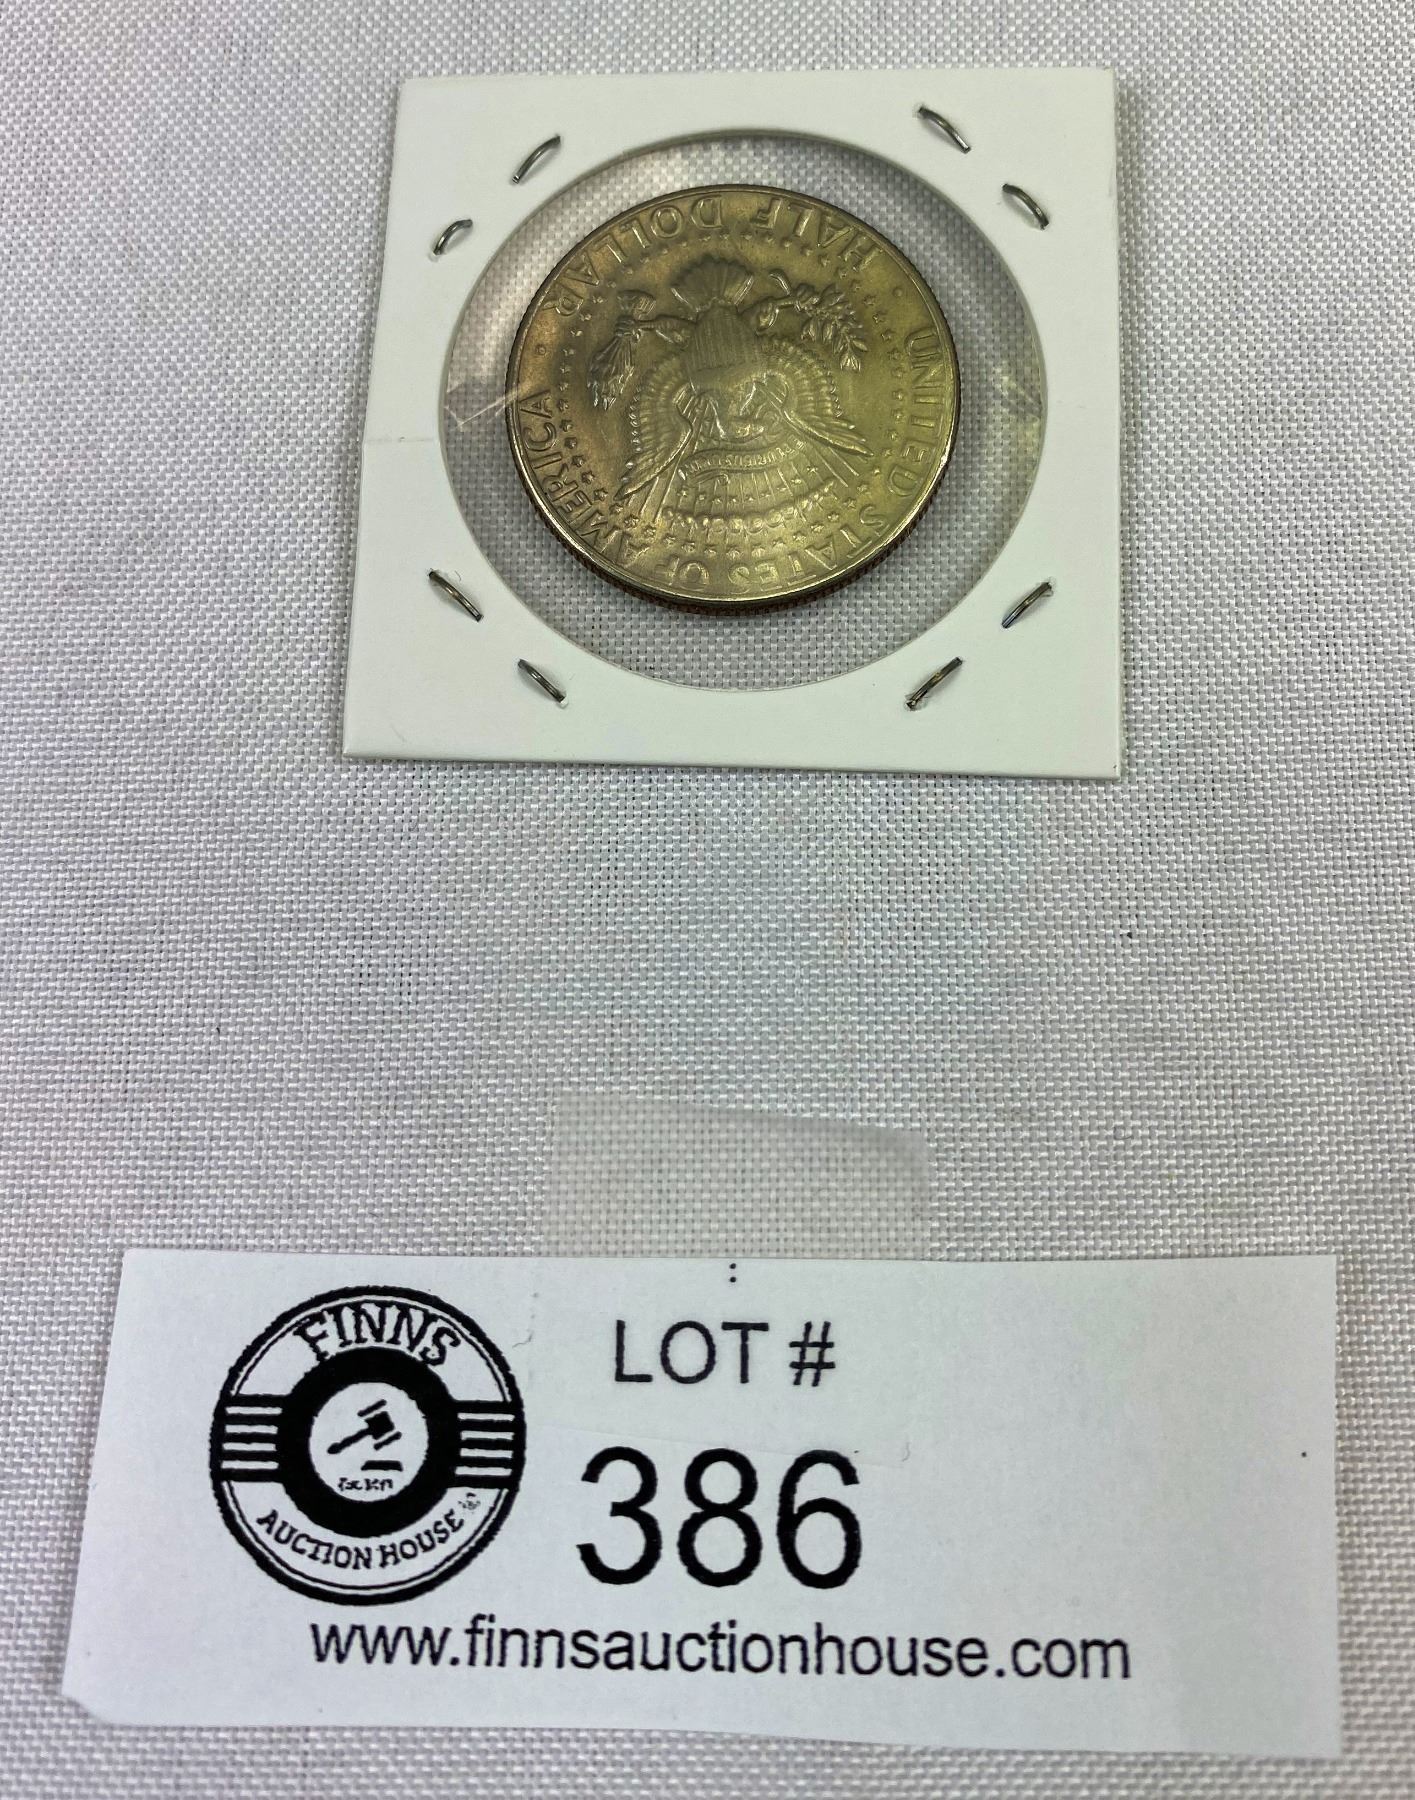 UNITED STATES OF AMERICA
HALF DOLLAR
FINNS
AUCTION HOUSE
LOT #
386
www.finnsauctionhouse.com